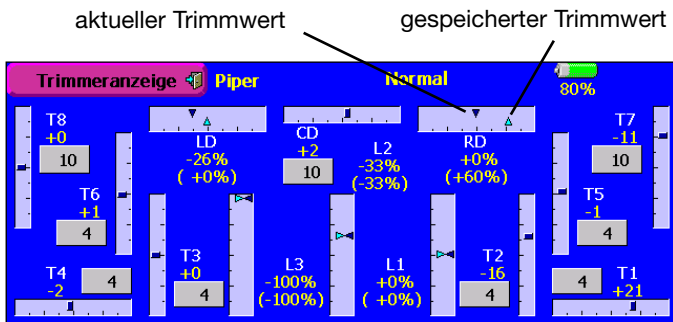 aktueller Trimmwert
gespeicherter Trimmwert
Trimmeranzeige
Piper
Normal
80%
T8
+0
10
LD
-26%
( +0%)
CD
+2
10
L2
-33%
(-33%)
RD
+0%
(+60%)
T7
-11
10
T6
+1
4
T5
-1
4
T4
-2
4
T3
+0
4
L3
-100%
(-100%)
L1
+0%
( +0%)
T2
-16
4
4
T1
+21